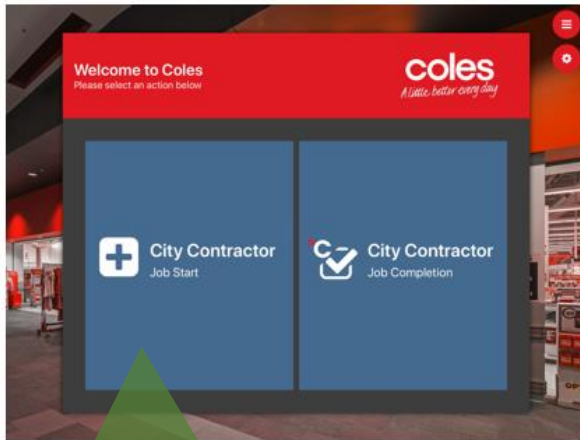 Welcome to Coles
Please select an action below
coles
A little better every day
City Contractor
Job Start
City Contractor
Job Completion